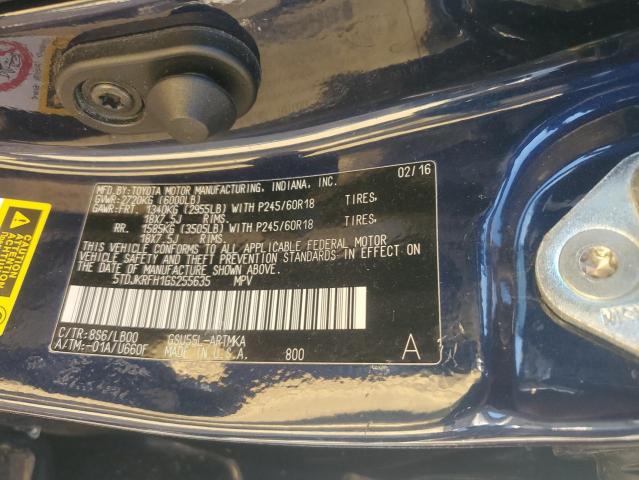 02/16
MFD. BY: TOYOTA MOTOR MANUFACTURING, INDIANA, INC.
GVWR: 2720KG (6000LB)
GAWR: FRT. 1340KG (2955LB) WITH P245/60R18 TIRES,
18X7.5J RIMS,
RR. 1585KG (3505LB) WITH P245/60R18 TIRES,
18X7.5J RIMS,
THIS VEHICLE CONFORMS TO ALL APPLICABLE FEDERAL MOTOR
VEHICLE SAFETY AND THEFT PREVENTION STANDARDS IN EFFECT ON
THE DATE OF MANUFACTURE SHOWN ABOVE.
5TDJKRFH1GS255635 MPV
C/TR: 8S6/LB00 GSU55L-ARTMKA
A/TM: -01A/U660F MADE IN U.S.A. 800 A